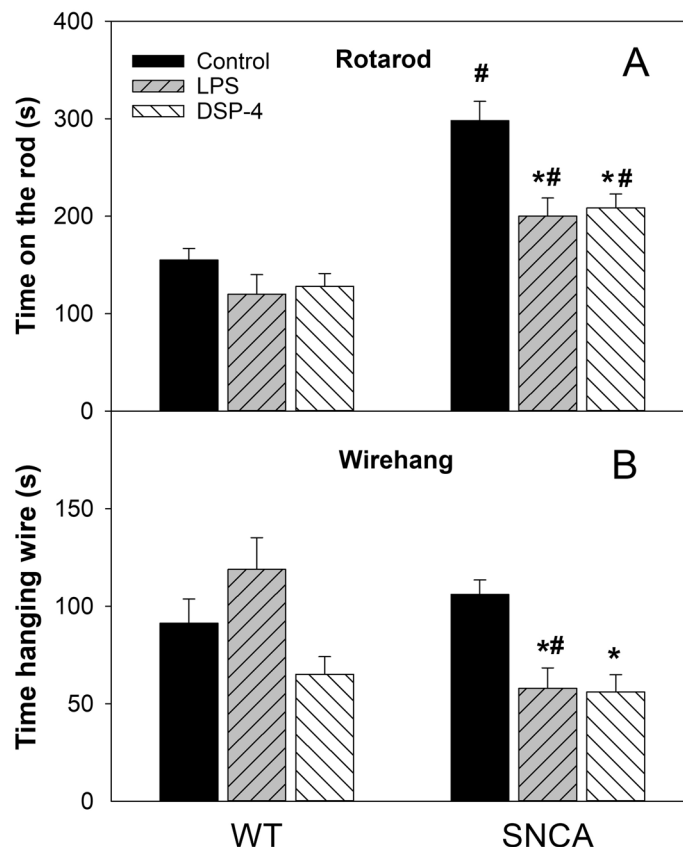 400
Control
Rotarod
A
#
LPS
DSP-4
300
*#
*#
200
100
0
Time on the rod (s)
Wirehang
B
150
100
*#
*
50
0
Time hanging wire (s)
WT
SNCA